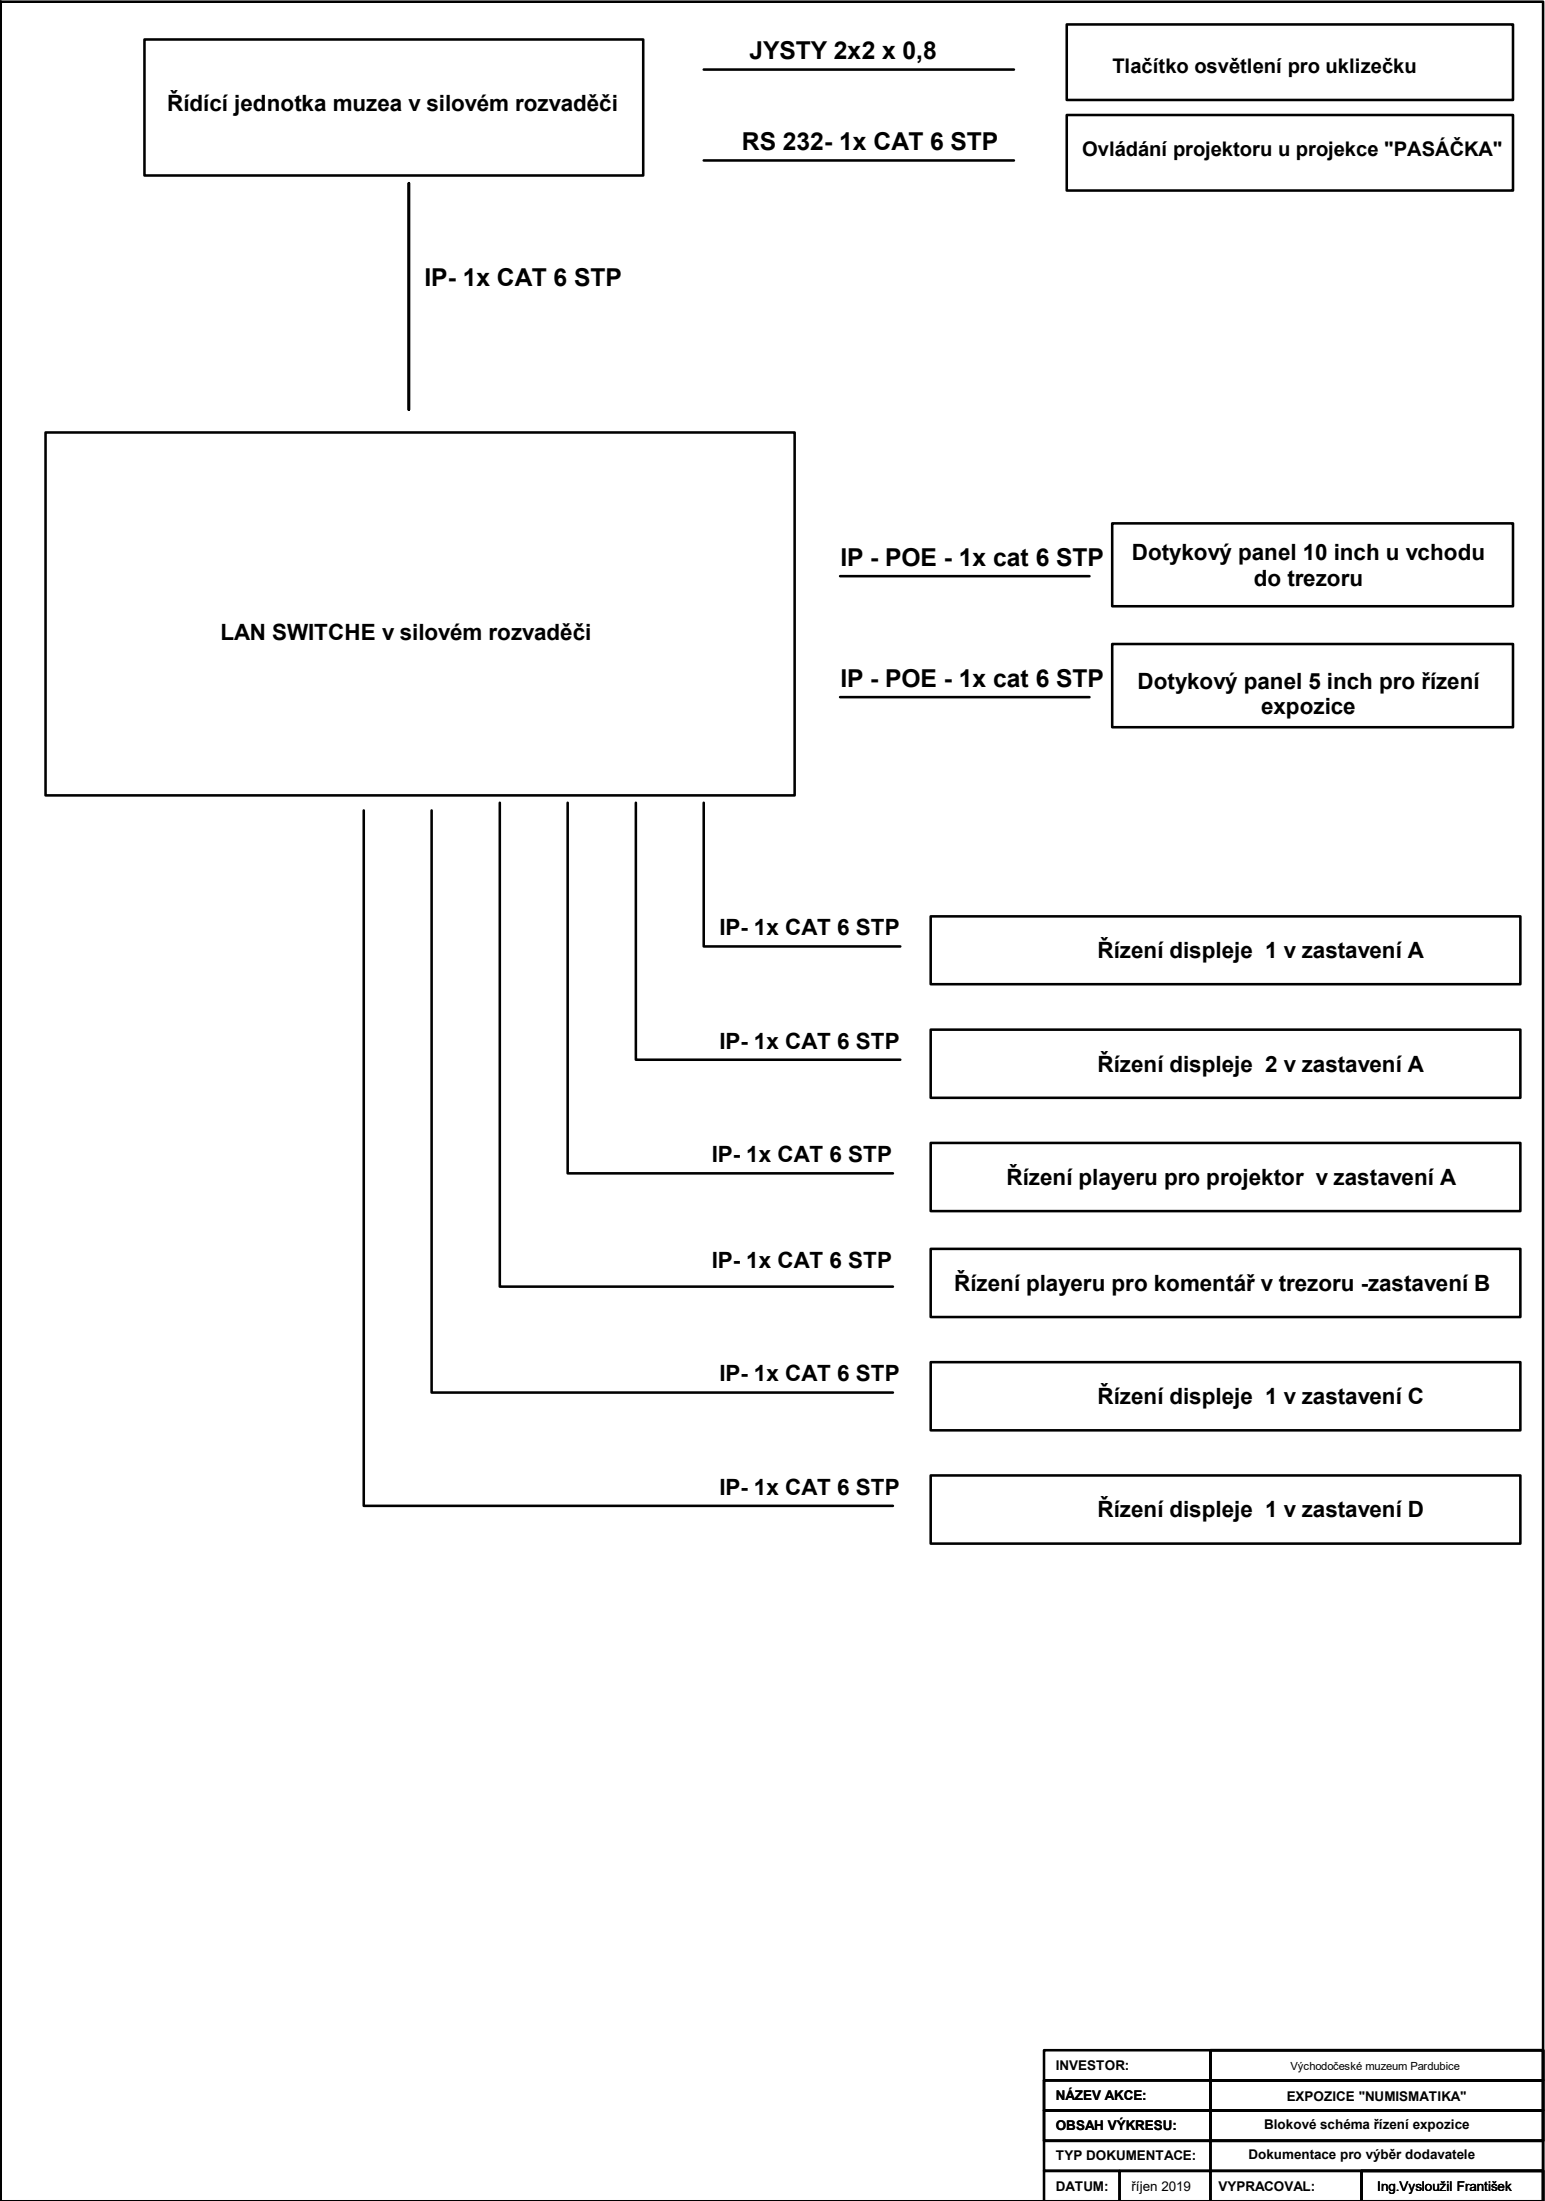 JYSTY 2x2 x 0,8
Tlačítko osvětlení pro uklizečku
Řídící jednotka muzea v silovém rozvaděči
RS 232- 1x CAT 6 STP
Ovládání projektoru u projekce "PASÁČKA"
IP- 1x CAT 6 STP
IP - POE - 1x cat 6 STP
Dotykový panel 10 inch u vchodu
do trezoru
LAN SWITCHE v silovém rozvaděči
IP - POE - 1x cat 6 STP
Dotykový panel 5 inch pro řízení
expozice
IP- 1x CAT 6 STP
Řízení displeje  1 v zastavení A
IP- 1x CAT 6 STP
Řízení displeje  2 v zastavení A
IP- 1x CAT 6 STP
Řízení playeru pro projektor  v zastavení A
IP- 1x CAT 6 STP
Řízení playeru pro komentář v trezoru -zastavení B
IP- 1x CAT 6 STP
Řízení displeje  1 v zastavení C
IP- 1x CAT 6 STP
Řízení displeje  1 v zastavení D
INVESTOR: Východočeské muzeum Pardubice
NÁZEV AKCE: EXPOZICE "NUMISMATIKA"
OBSAH VÝKRESU: Blokové schéma řízení expozice
TYP DOKUMENTACE: Dokumentace pro výběr dodavatele
DATUM: říjen 2019 VYPRACOVAL: Ing.Vysloužil František